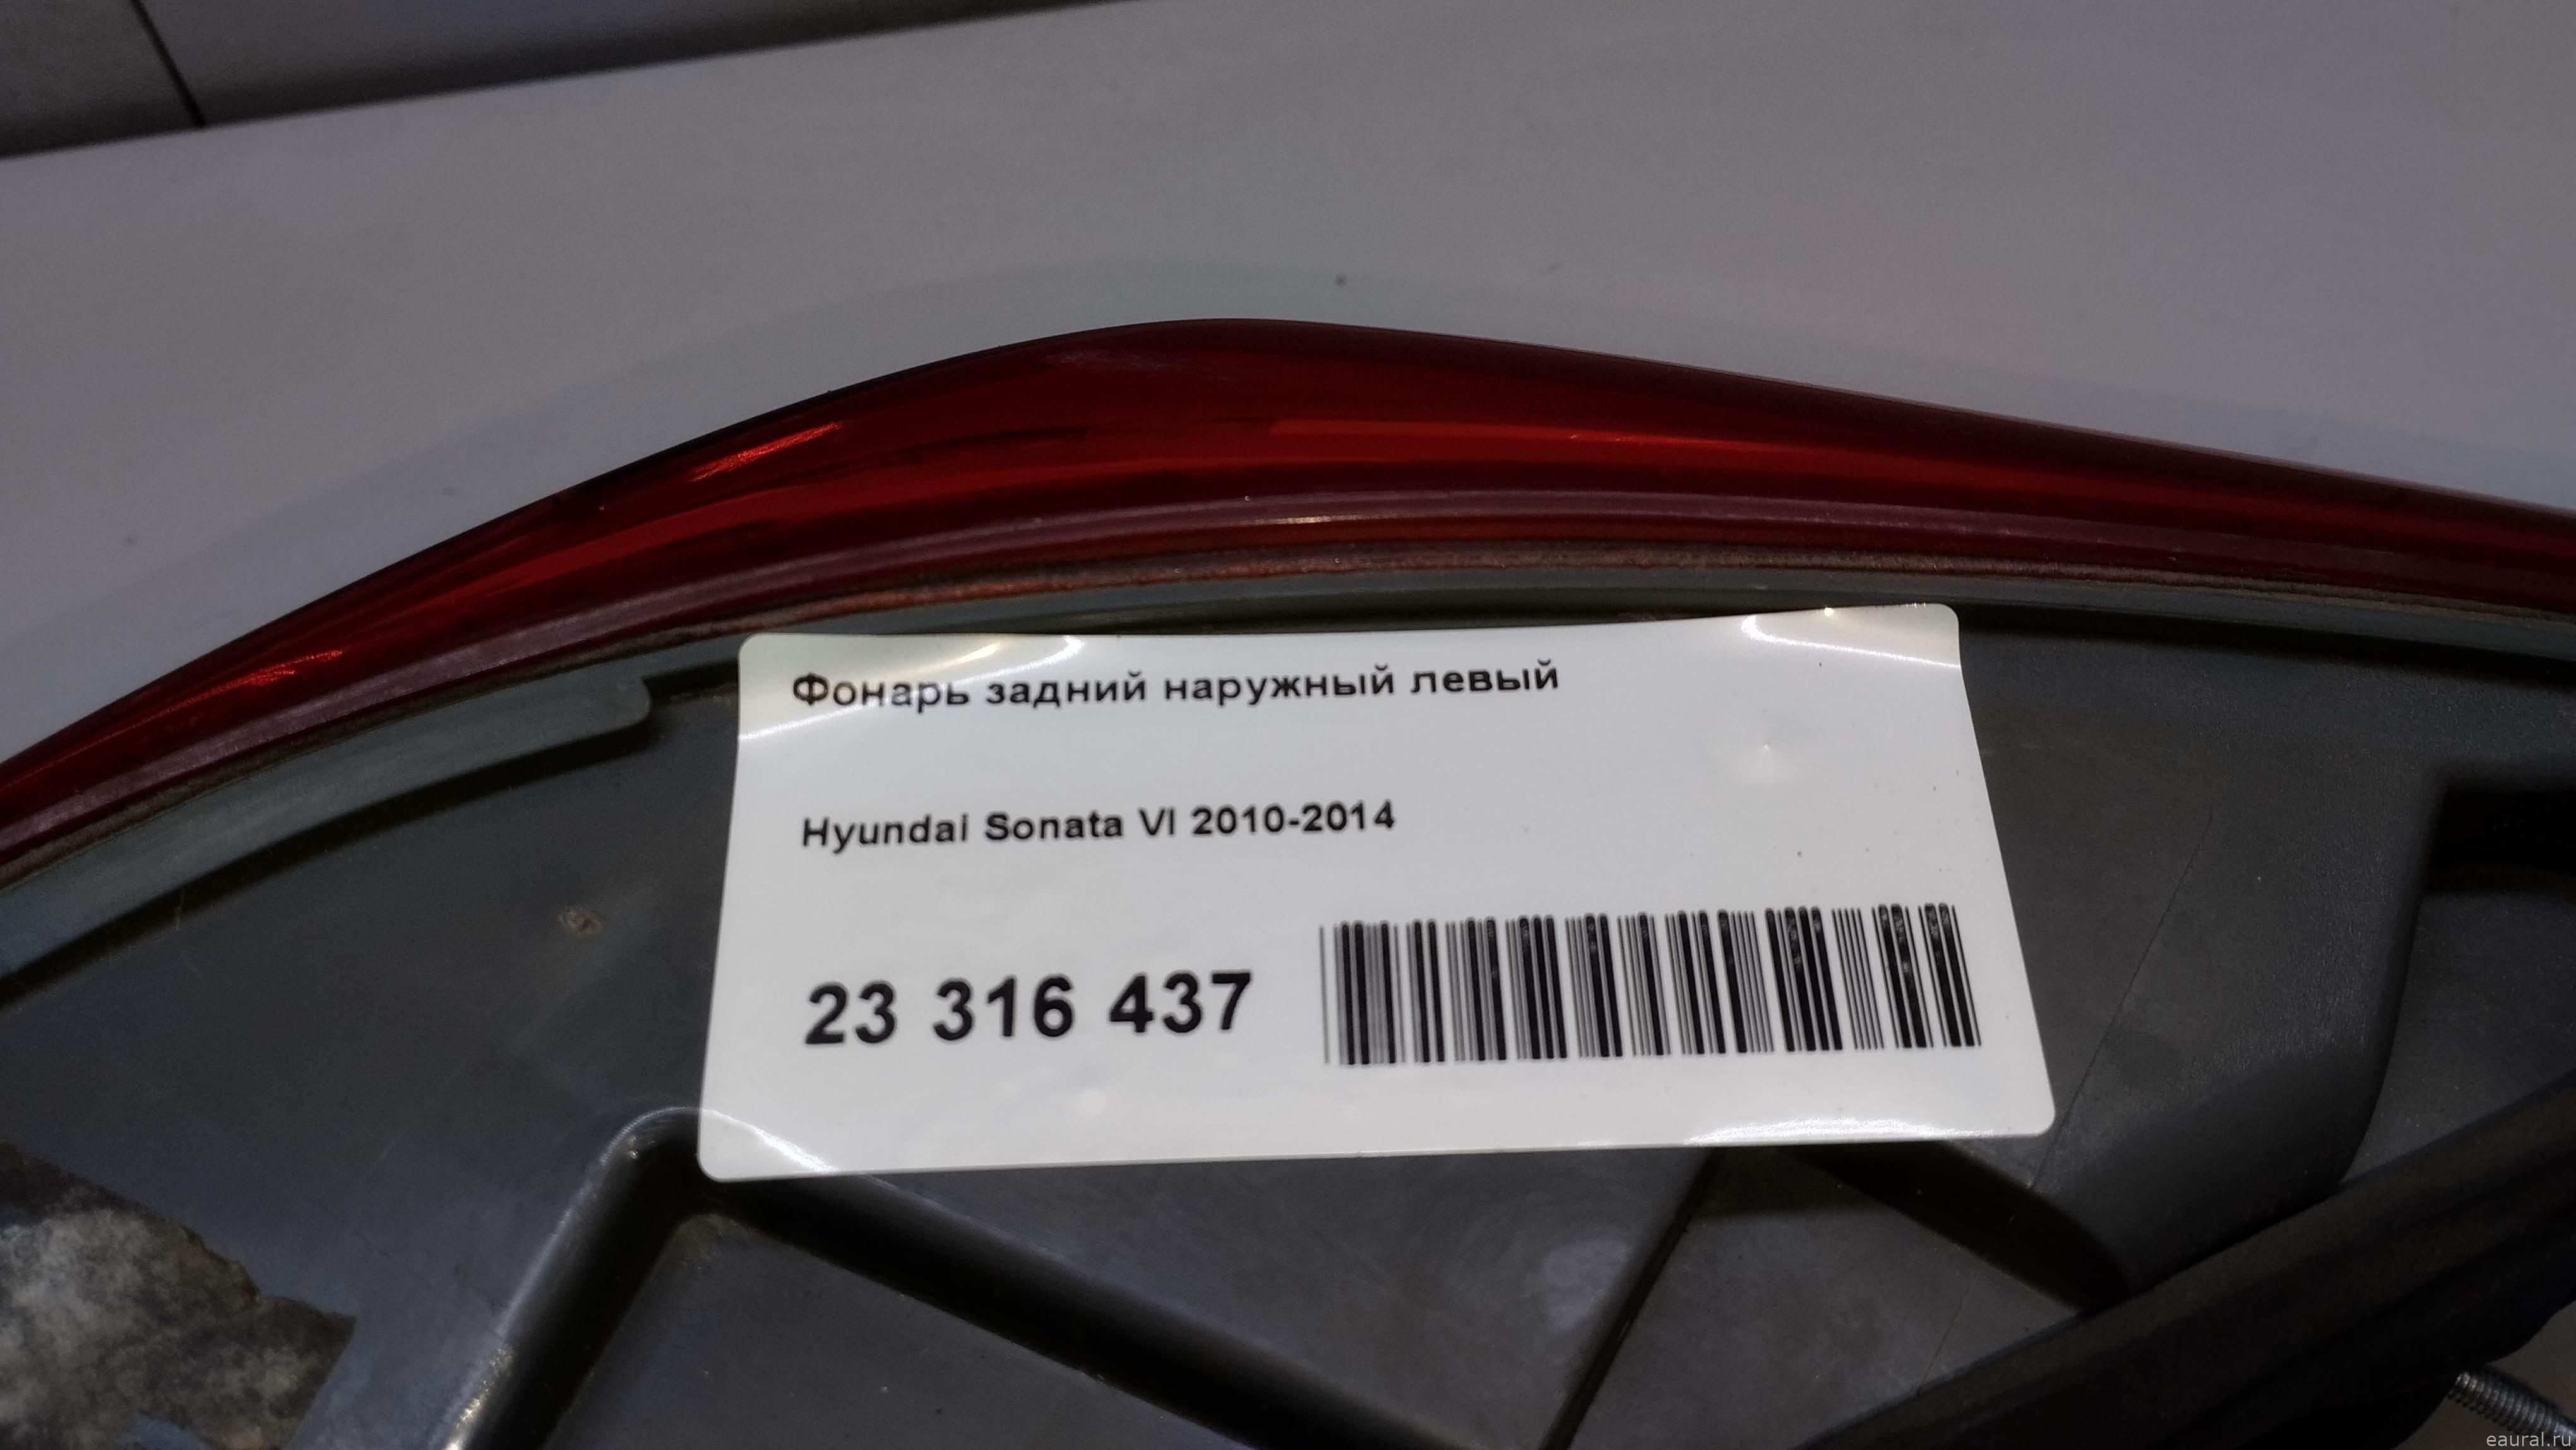 Фонарь задний наружный левый
Hyundai Sonata VI 2010-2014
23 316 437
eaural.ru